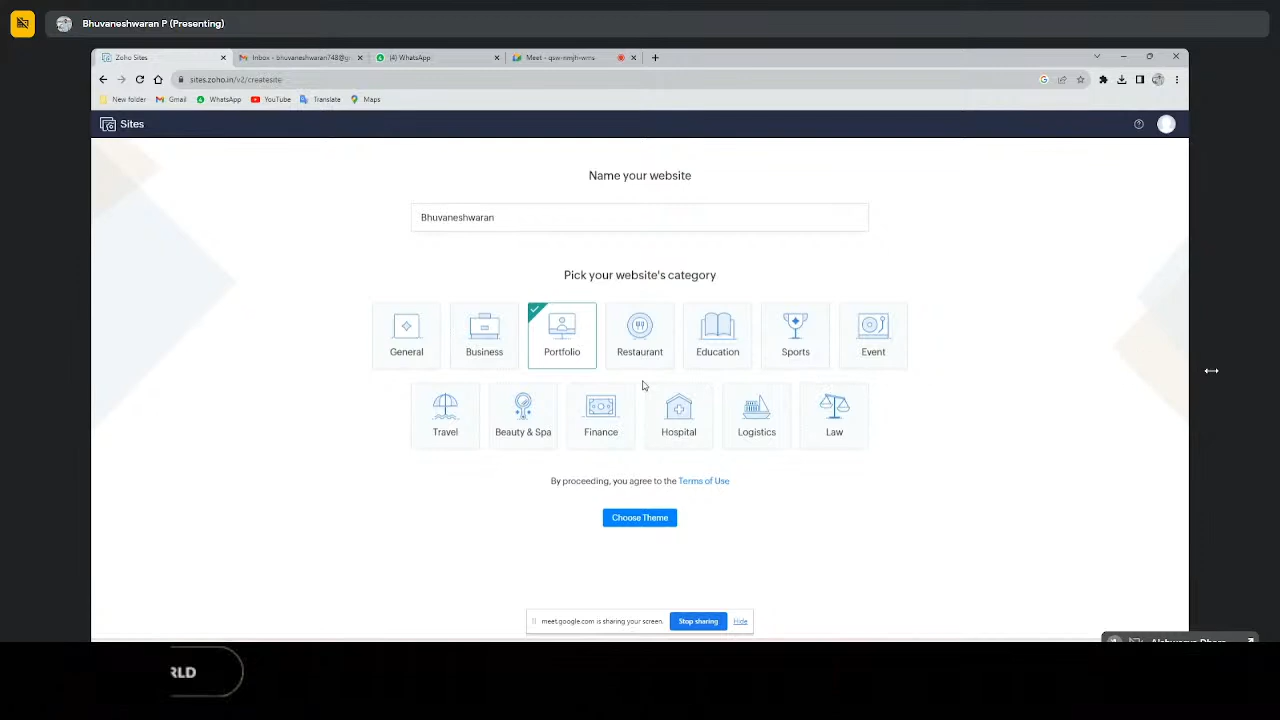 Bhuvaneshwaran P (Presenting)
Zoho Sites
Inbox - bhuvaneshwaran748@g
(4) WhatsApp
Meet - qsw-nmjh-wms
sites.zoho.in/v2/createsite
New folder
Gmail
WhatsApp
YouTube
Translate
Maps
Sites
Name your website
Bhuvaneshwaran
Pick your website's category
General
Business
Portfolio
Restaurant
Education
Sports
Event
Travel
Beauty & Spa
Finance
Hospital
Logistics
Law
By proceeding, you agree to the Terms of Use
Choose Theme
meet.google.com is sharing your screen.
Stop sharing
Hide
RLD